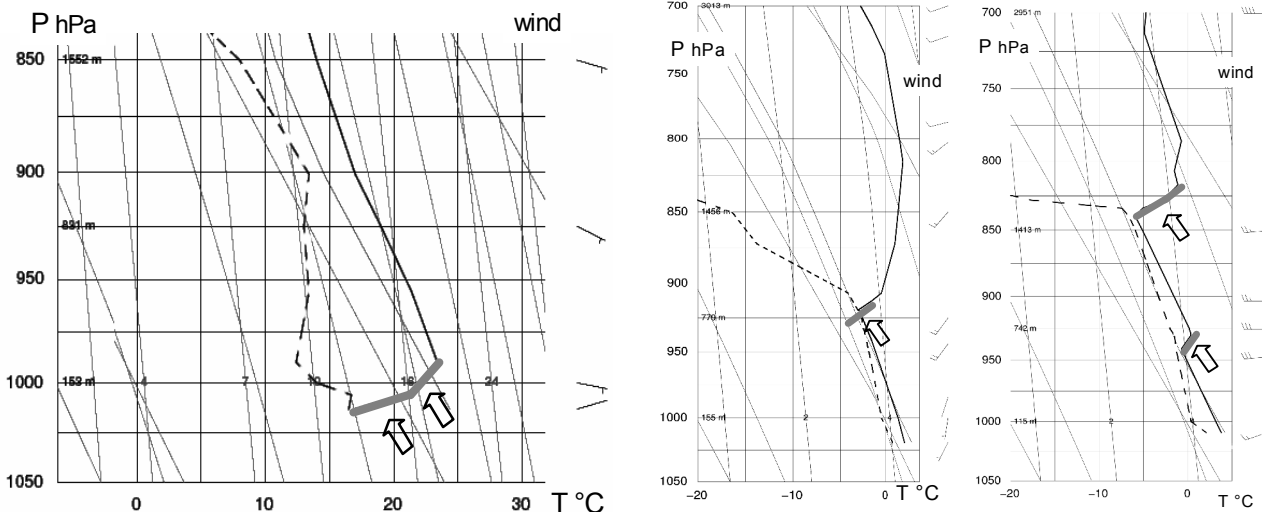 P hPa
wind
850
1552 m
900
831 m
950
1000
153 m
4
7
10
16
24
1050
0
10
20
30
T °C
700
3013 m
P hPa
750
wind
800
850
1456 m
900
770 m
950
1000
155 m
2
4
1050
−20
−10
0
T °C
700
2951 m
P hPa
wind
750
800
850
1413 m
900
742 m
950
1000
115 m
2
1050
−20
−10
0
T °C